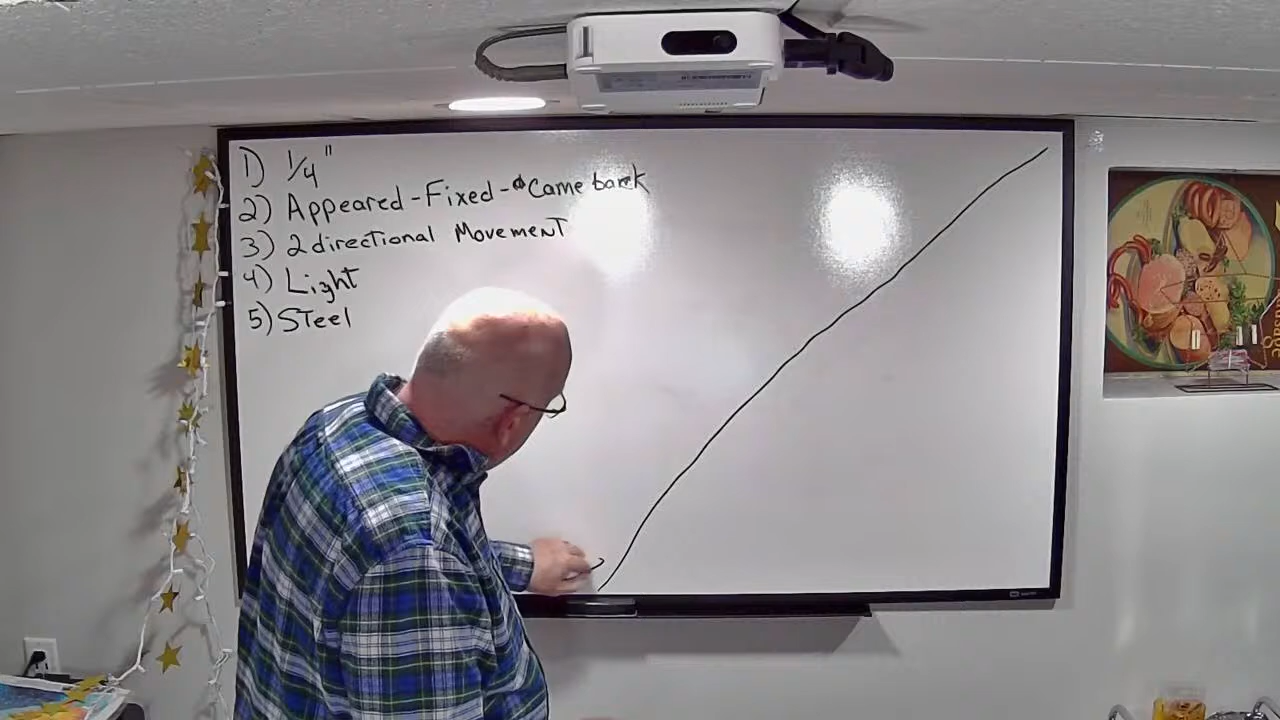 1) 1/4"
2) Appeared-Fixed-& Came back
3) 2 directional Movement
4) Light
5) Steel